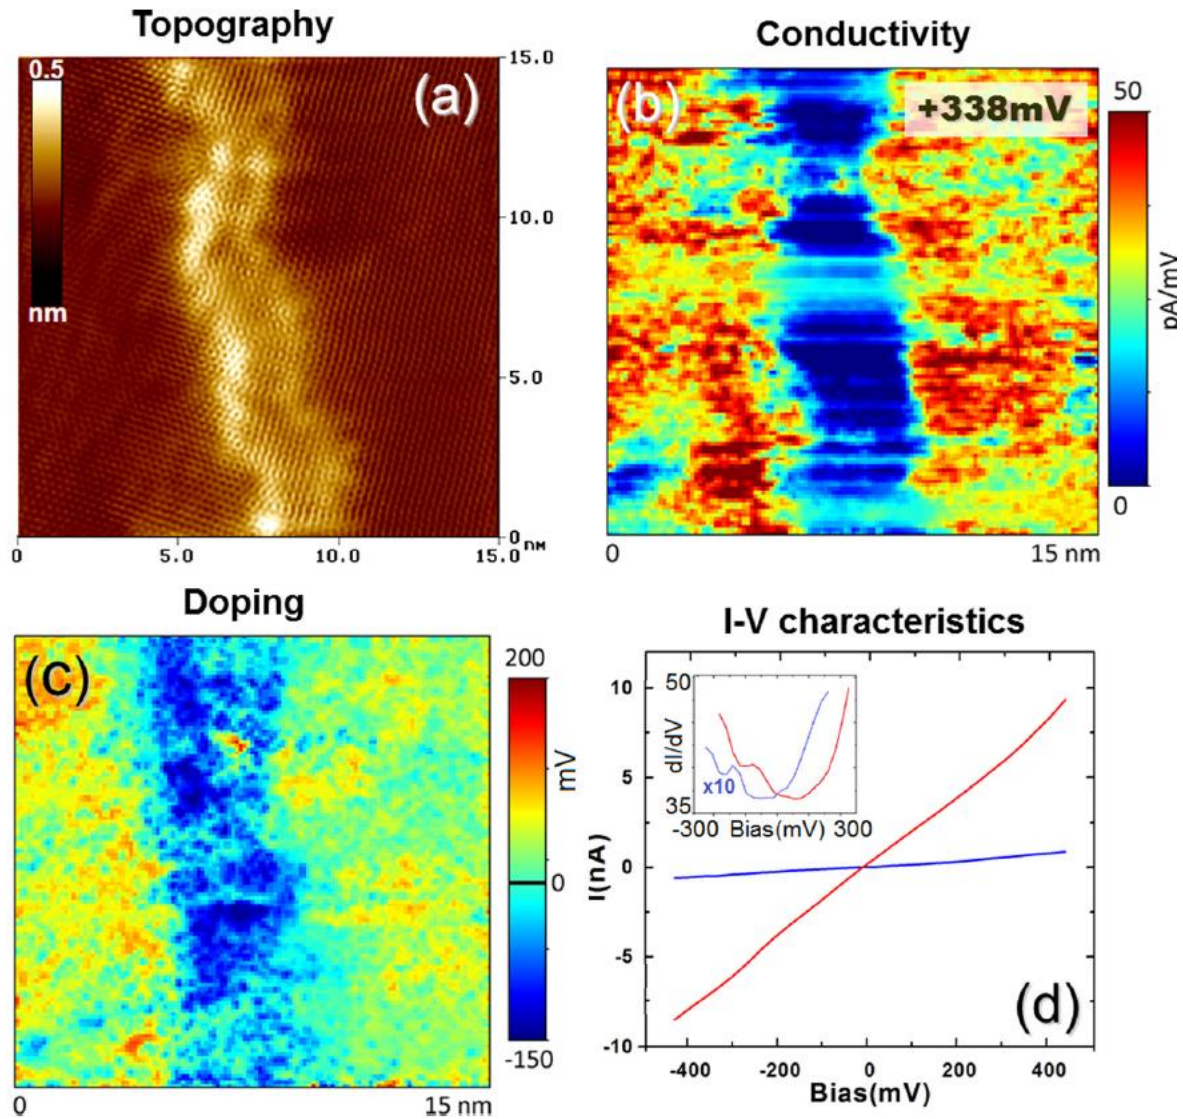 Topography
0.5
nm
(a)
15.0
10.0
5.0
0 nm
0
5.0
10.0
15.0
Conductivity
(b)
+338mV
50
pA/mV
0
0
15 nm
Doping
(c)
200
mV
0
-150
0
15 nm
I-V characteristics
10
5
0
-5
-10
I(nA)
50
dI/dV
35
x10
-300 Bias(mV) 300
(d)
-400
-200
0
200
400
Bias(mV)